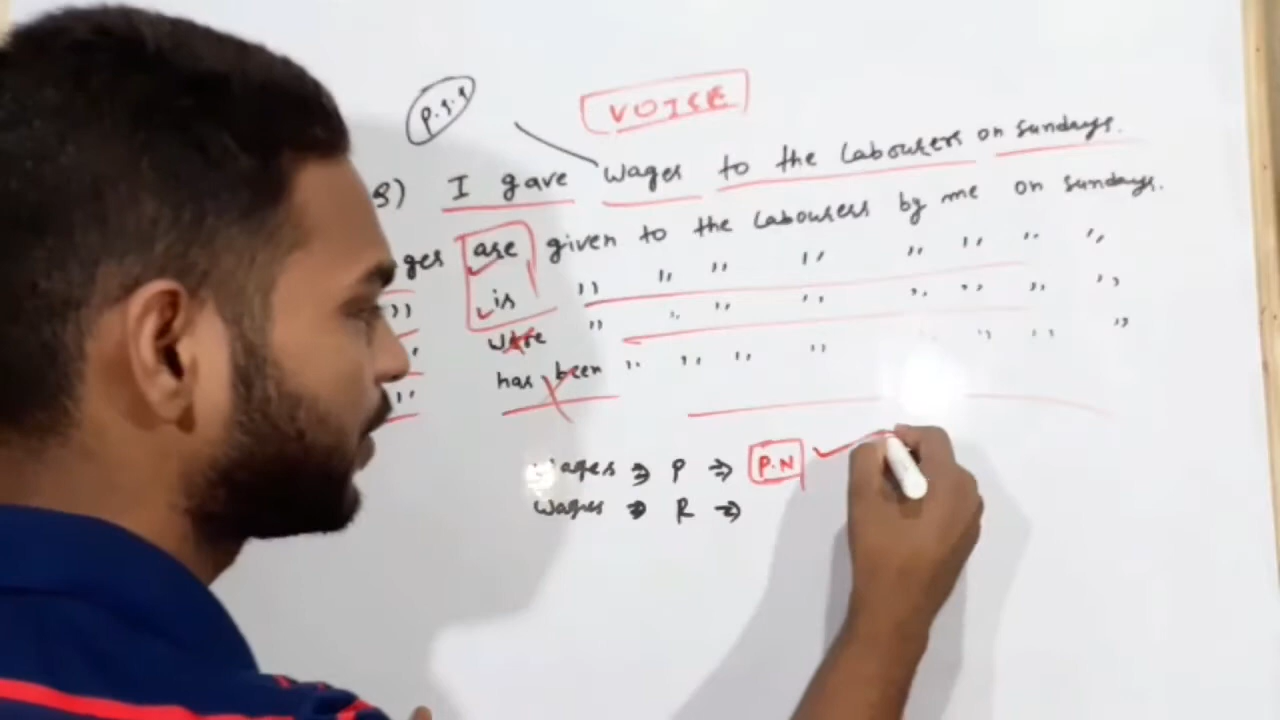 P.Q.Q
VOICE
Q) I gave wages to the Labourers on Sundays.
ges are given to the Labourers by me on Sundays.
,, is ,, ,, ,, ,, ,, ,, ,, ,,
, were ,, ,, ,, ,, ,, ,, ,, ,,
,, has been ,, ,, ,, ,, ,, ,, ,,
Wages ⇒ P ⇒ P.N
Wages ⇒ R ⇒